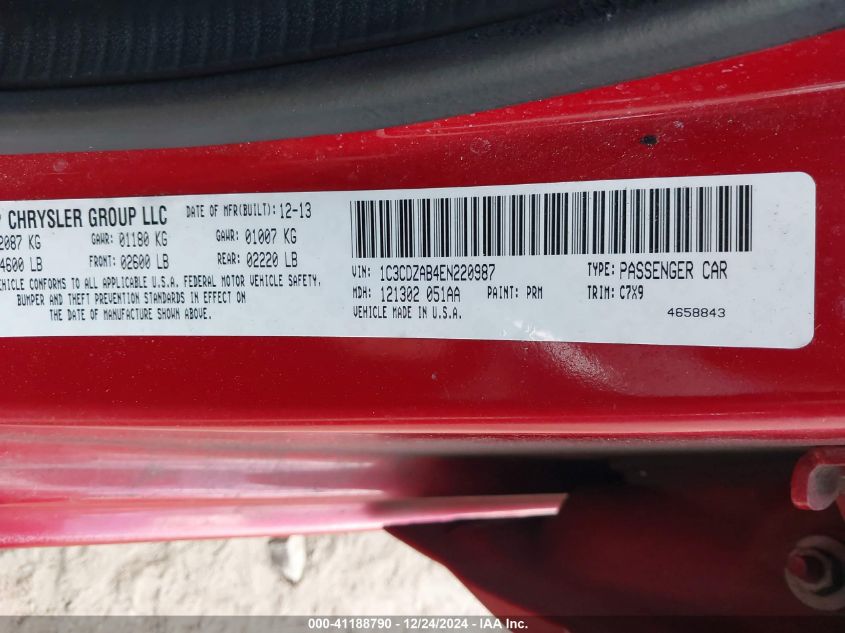 CHRYSLER GROUP LLC DATE OF MFR(BUILT): 12-13
2087 KG GAWR: 01180 KG GAWR: 01007 KG
4600 LB FRONT: 02600 LB REAR: 02220 LB
VEHICLE CONFORMS TO ALL APPLICABLE U.S.A. FEDERAL MOTOR VEHICLE SAFETY,
BUMPER AND THEFT PREVENTION STANDARDS IN EFFECT ON
THE DATE OF MANUFACTURE SHOWN ABOVE.
VIN: 1C3CDZAB4EN220987 TYPE: PASSENGER CAR
MDH: 121302 051AA PAINT: PRM TRIM: C7X9
VEHICLE MADE IN U.S.A. 4658843
000-41188790 - 12/24/2024 - IAAI.COM